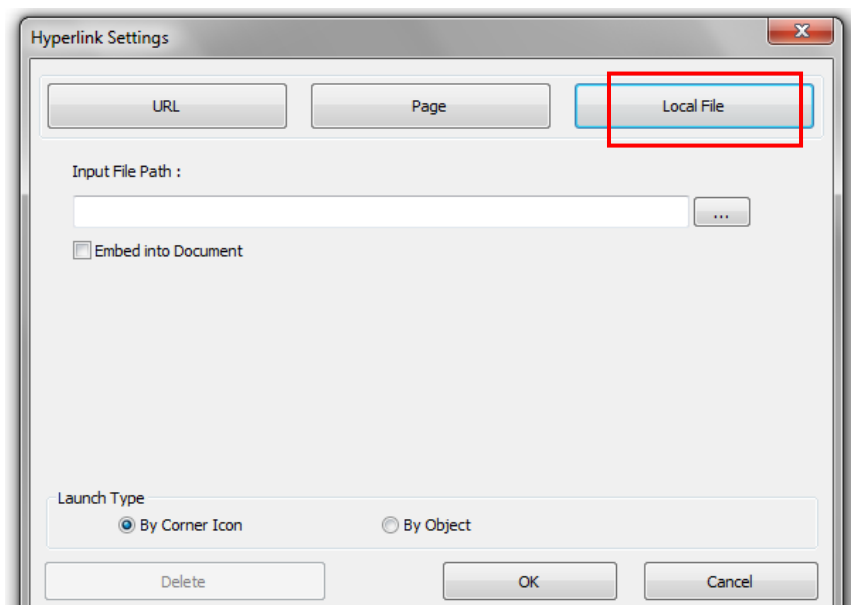 Hyperlink Settings
URL
Page
Local File
Input File Path :
...
Embed into Document
Launch Type
By Corner Icon
By Object
Delete
OK
Cancel